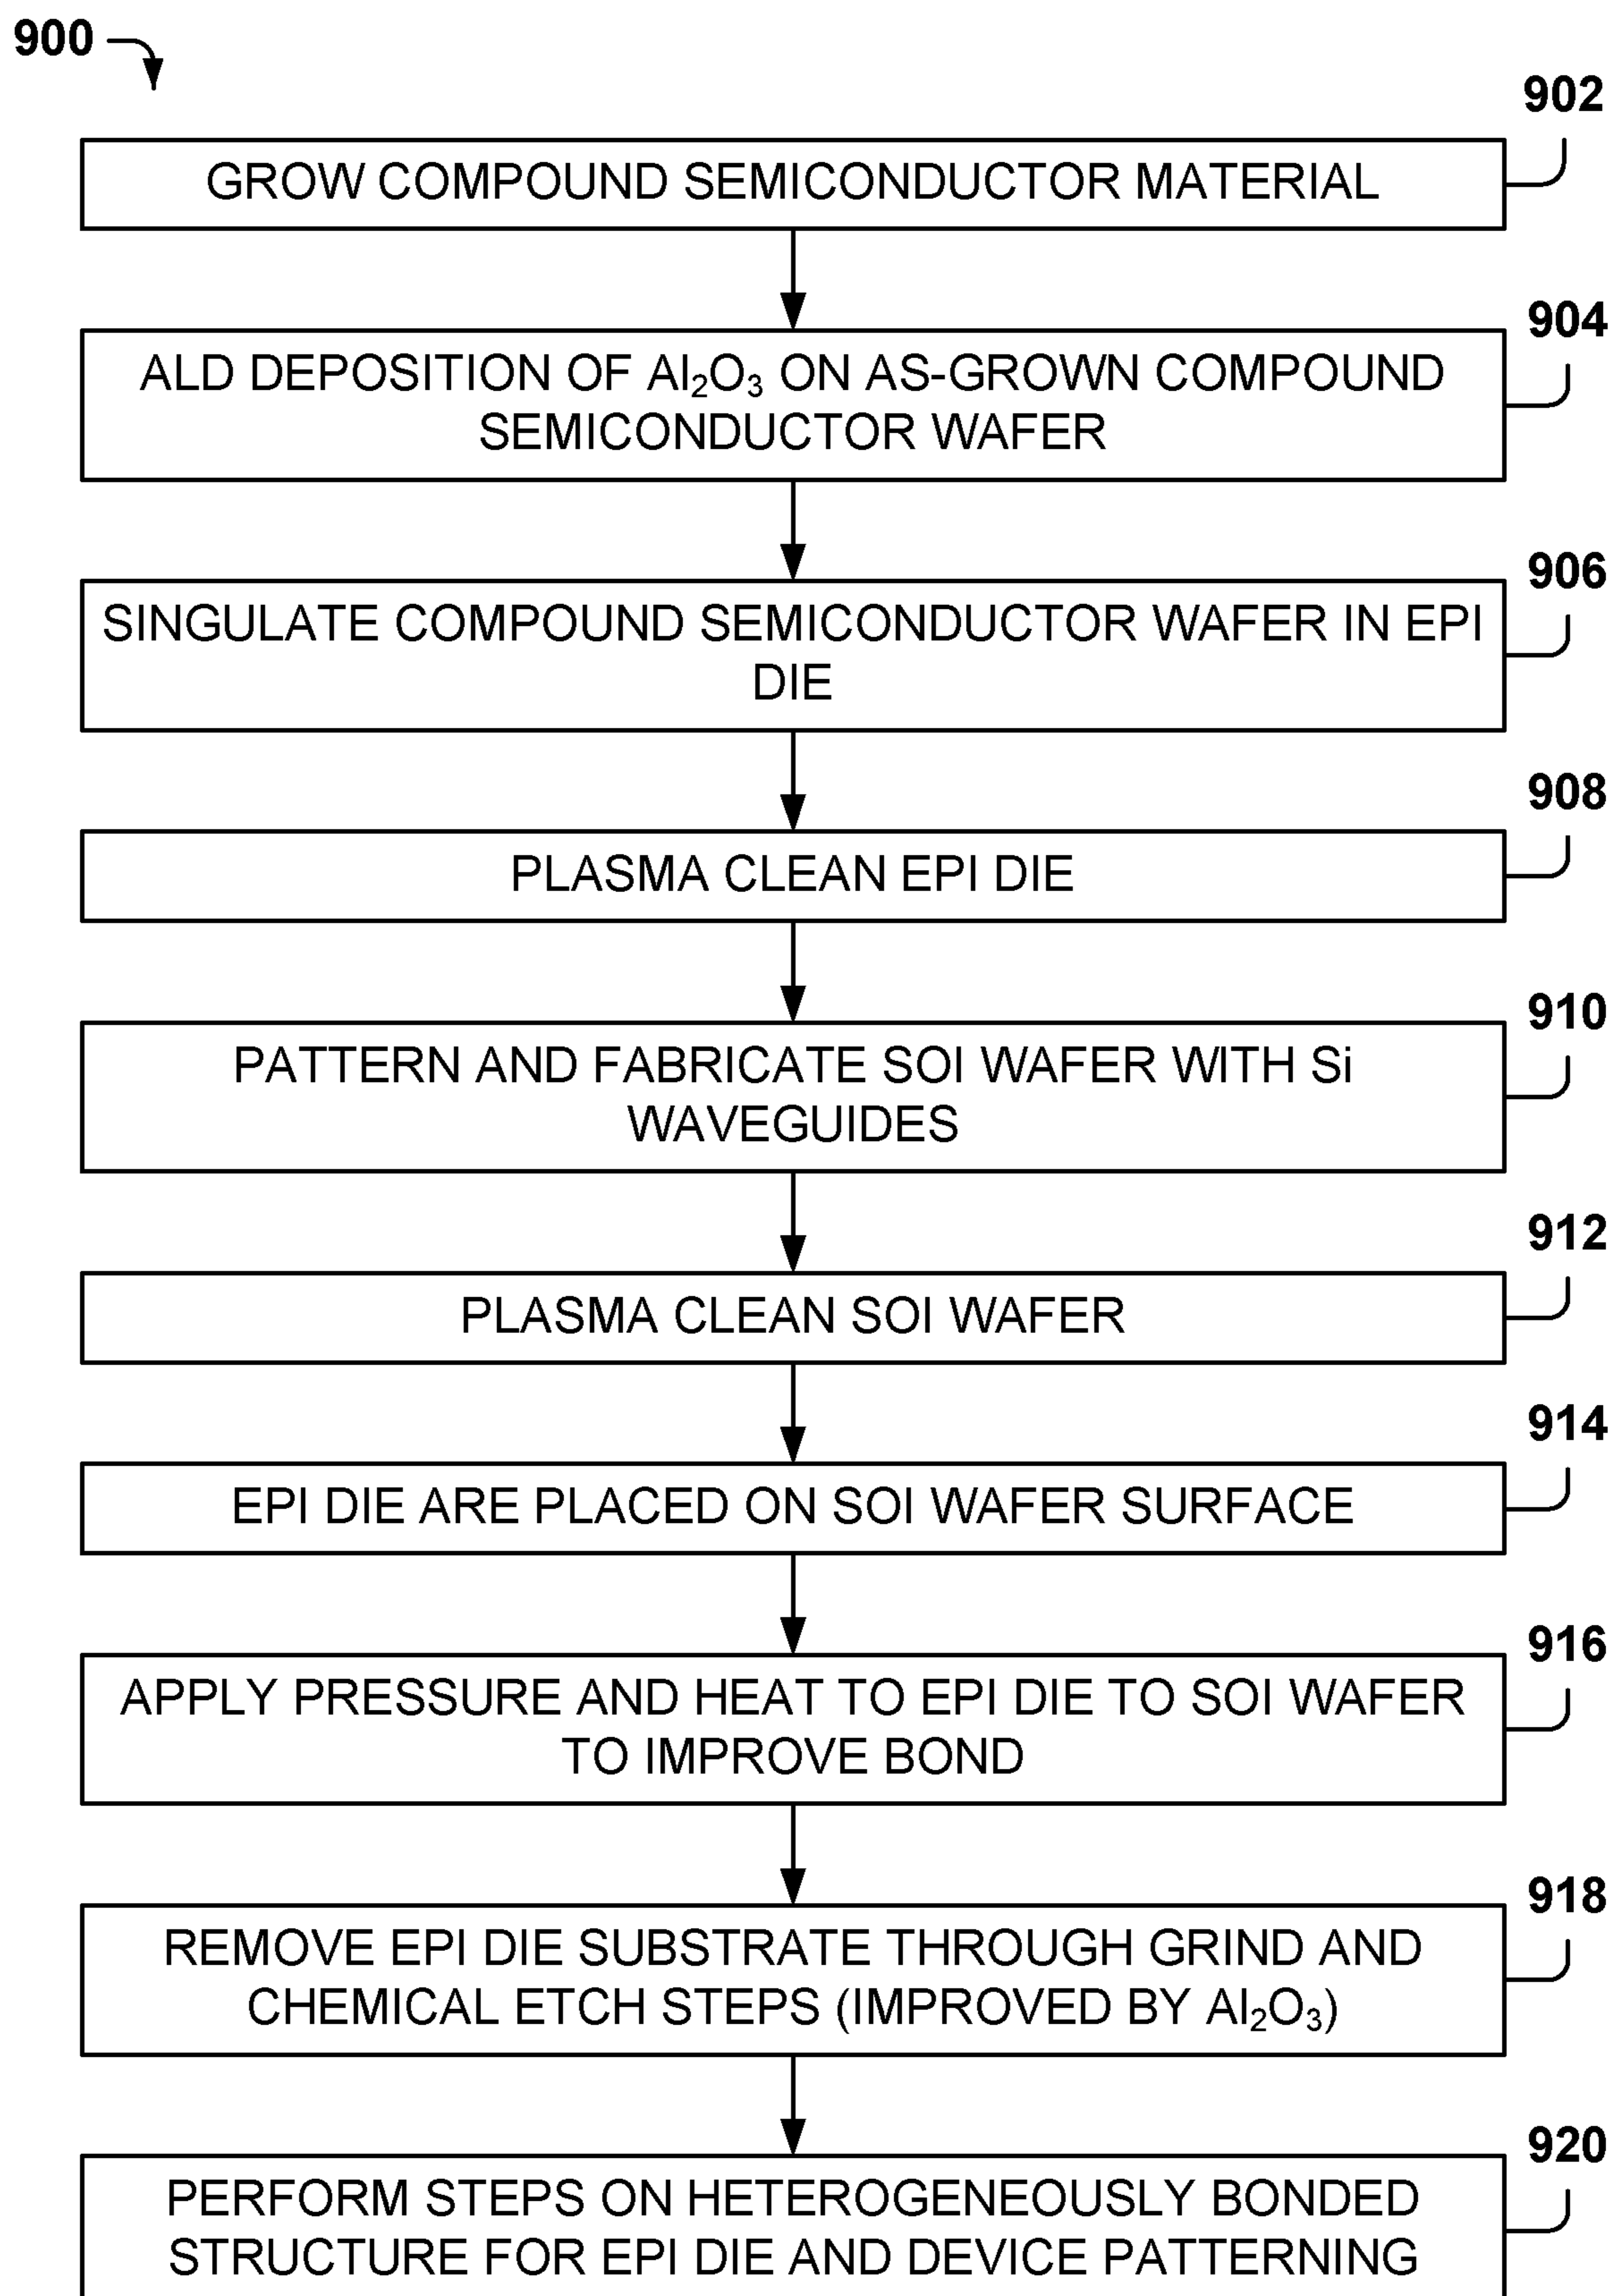 900
902
GROW COMPOUND SEMICONDUCTOR MATERIAL
904
ALD DEPOSITION OF Al₂O₃ ON AS-GROWN COMPOUND
SEMICONDUCTOR WAFER
906
SINGULATE COMPOUND SEMICONDUCTOR WAFER IN EPI
DIE
908
PLASMA CLEAN EPI DIE
910
PATTERN AND FABRICATE SOI WAFER WITH Si
WAVEGUIDES
912
PLASMA CLEAN SOI WAFER
914
EPI DIE ARE PLACED ON SOI WAFER SURFACE
916
APPLY PRESSURE AND HEAT TO EPI DIE TO SOI WAFER
TO IMPROVE BOND
918
REMOVE EPI DIE SUBSTRATE THROUGH GRIND AND
CHEMICAL ETCH STEPS (IMPROVED BY Al₂O₃)
920
PERFORM STEPS ON HETEROGENEOUSLY BONDED
STRUCTURE FOR EPI DIE AND DEVICE PATTERNING